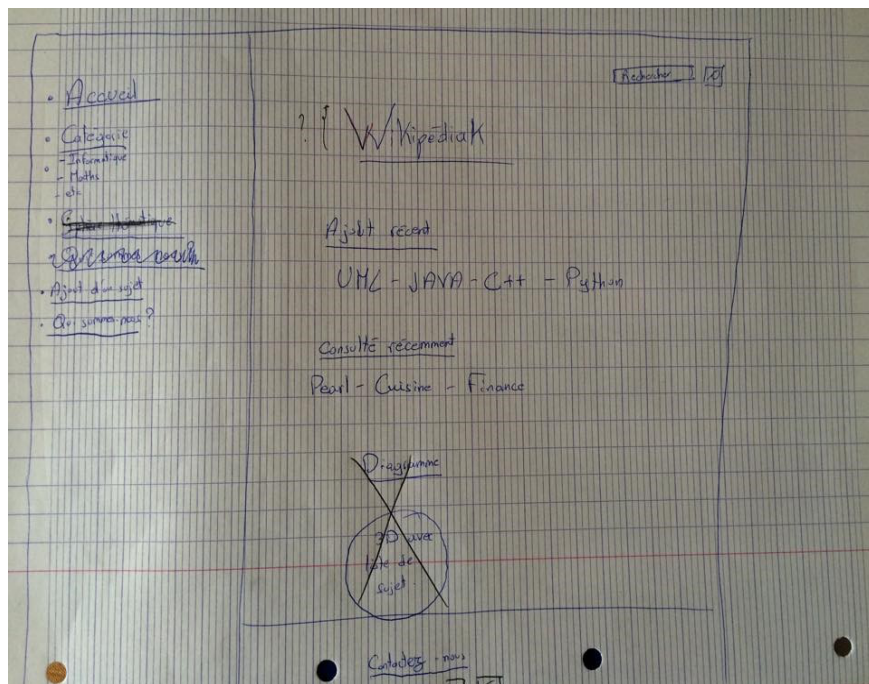 Rechercher
• Accueil
• Catégorie
- Informatique
- Maths
- etc
• Ajout d'un sujet
• Qui sommes-nous ?
?! Wikipédiak
Ajout récent
UML - JAVA - C++ - Python
Consulté récemment
Pearl - Cuisine - Finance
Diagramme
3D avec
liste de
sujet
Contactez-nous